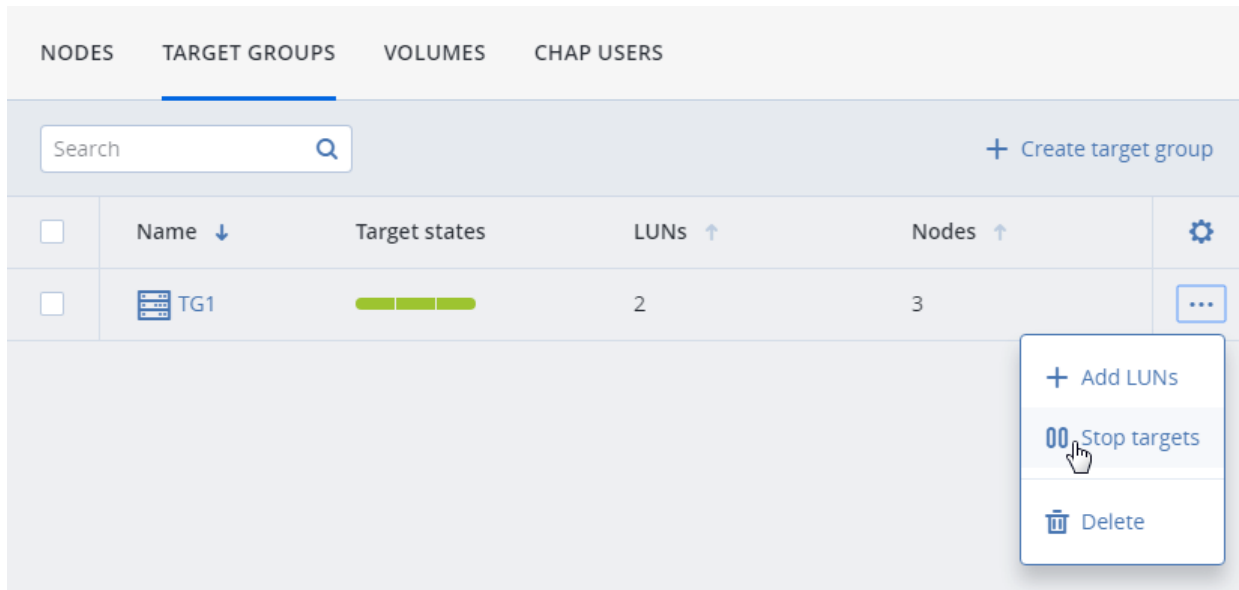 NODES TARGET GROUPS VOLUMES CHAP USERS
Search Create target group
Name Target states LUNs Nodes
TG1 2 3
Add LUNs
Stop targets
Delete